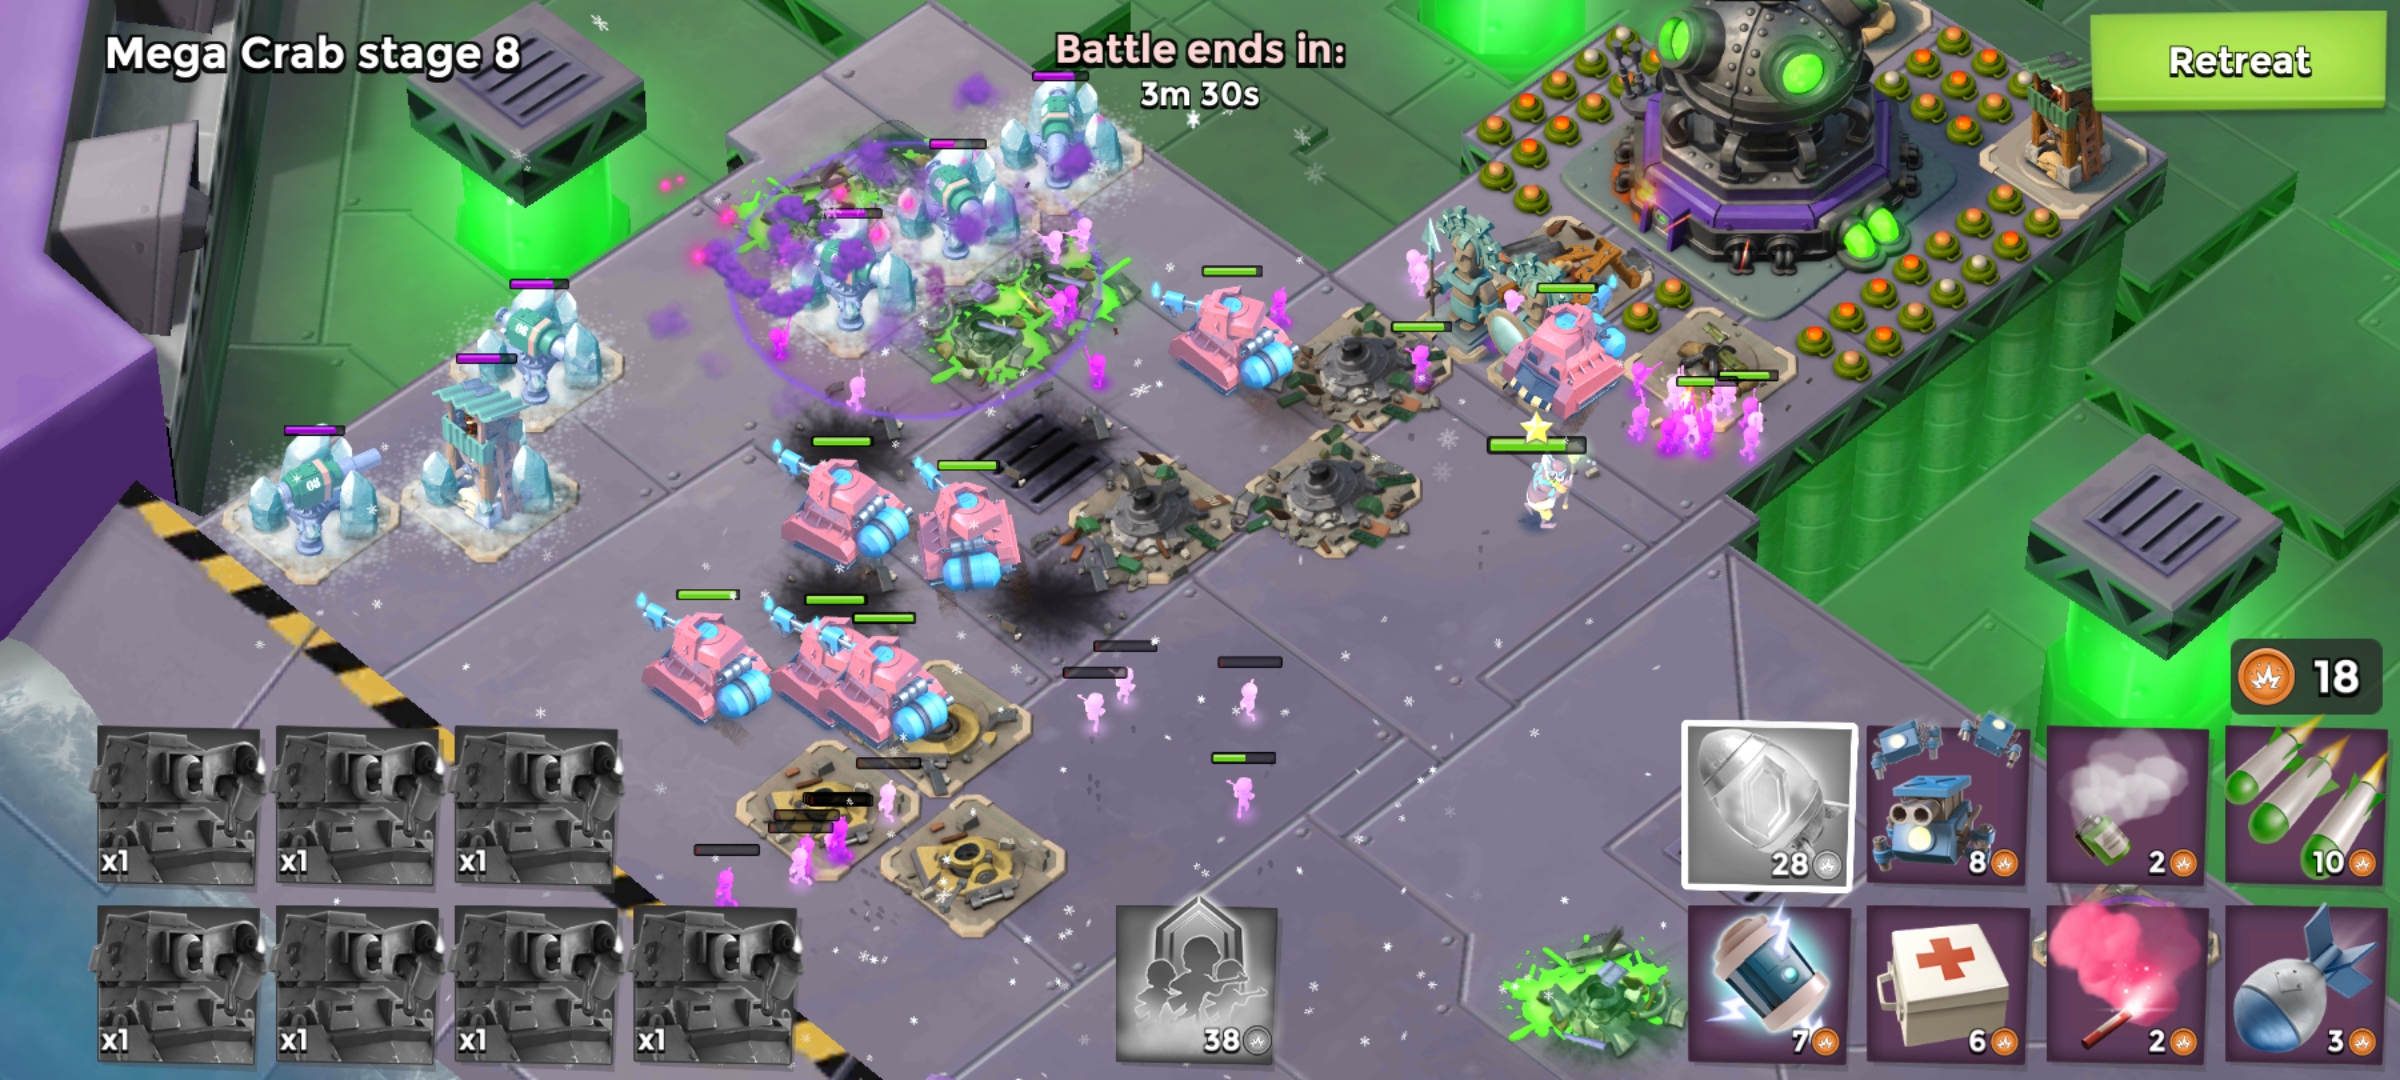 Mega Crab stage 8
Battle ends in:
3m 30s
Retreat
18
x1
x1
x1
28
8
2
10
x1
x1
x1
x1
38
7
6
2
3